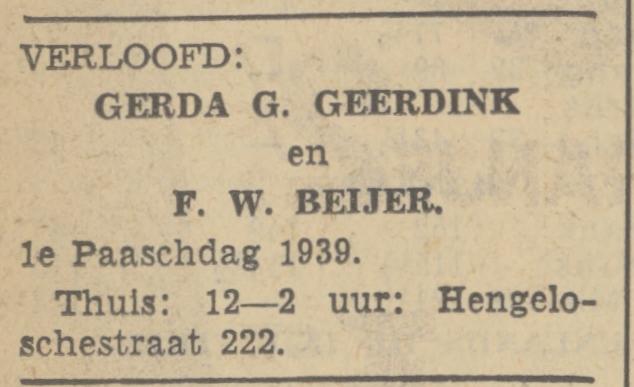 VERLOOFD:
GERDA G. GEERDINK
en
F. W. BEIJER.
1e Paaschdag 1939.
Thuis: 12—2 uur: Hengelo-
schestraat 222.